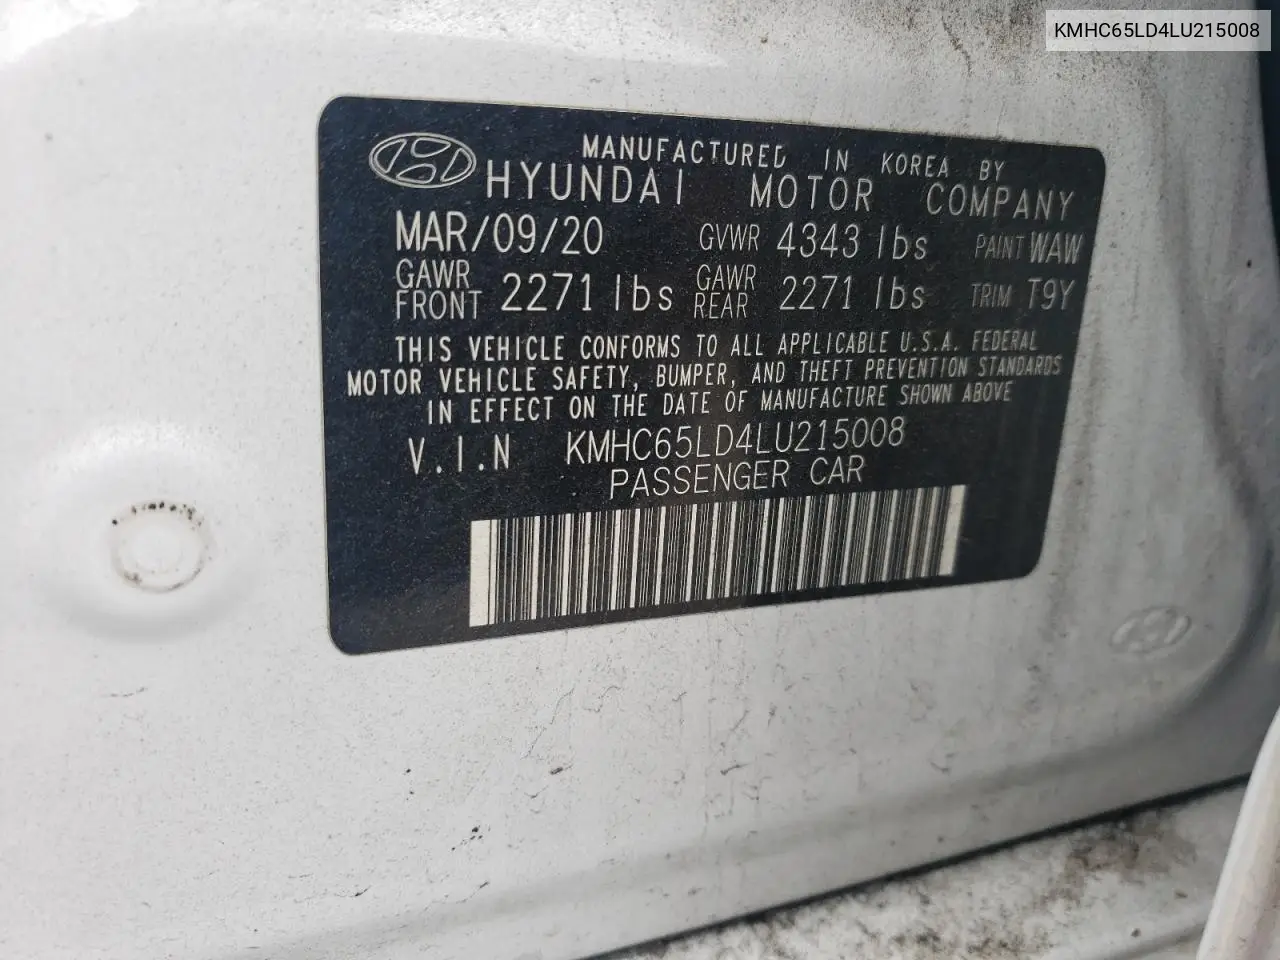 KMHC65LD4LU215008
MANUFACTURED IN KOREA BY
HYUNDAI MOTOR COMPANY
MAR/09/20 GVWR 4343 lbs PAINT WAW
GAWR FRONT 2271 lbs GAWR REAR 2271 lbs TRIM T9Y
THIS VEHICLE CONFORMS TO ALL APPLICABLE U.S.A. FEDERAL
MOTOR VEHICLE SAFETY, BUMPER, AND THEFT PREVENTION STANDARDS
IN EFFECT ON THE DATE OF MANUFACTURE SHOWN ABOVE
V.I.N KMHC65LD4LU215008
PASSENGER CAR